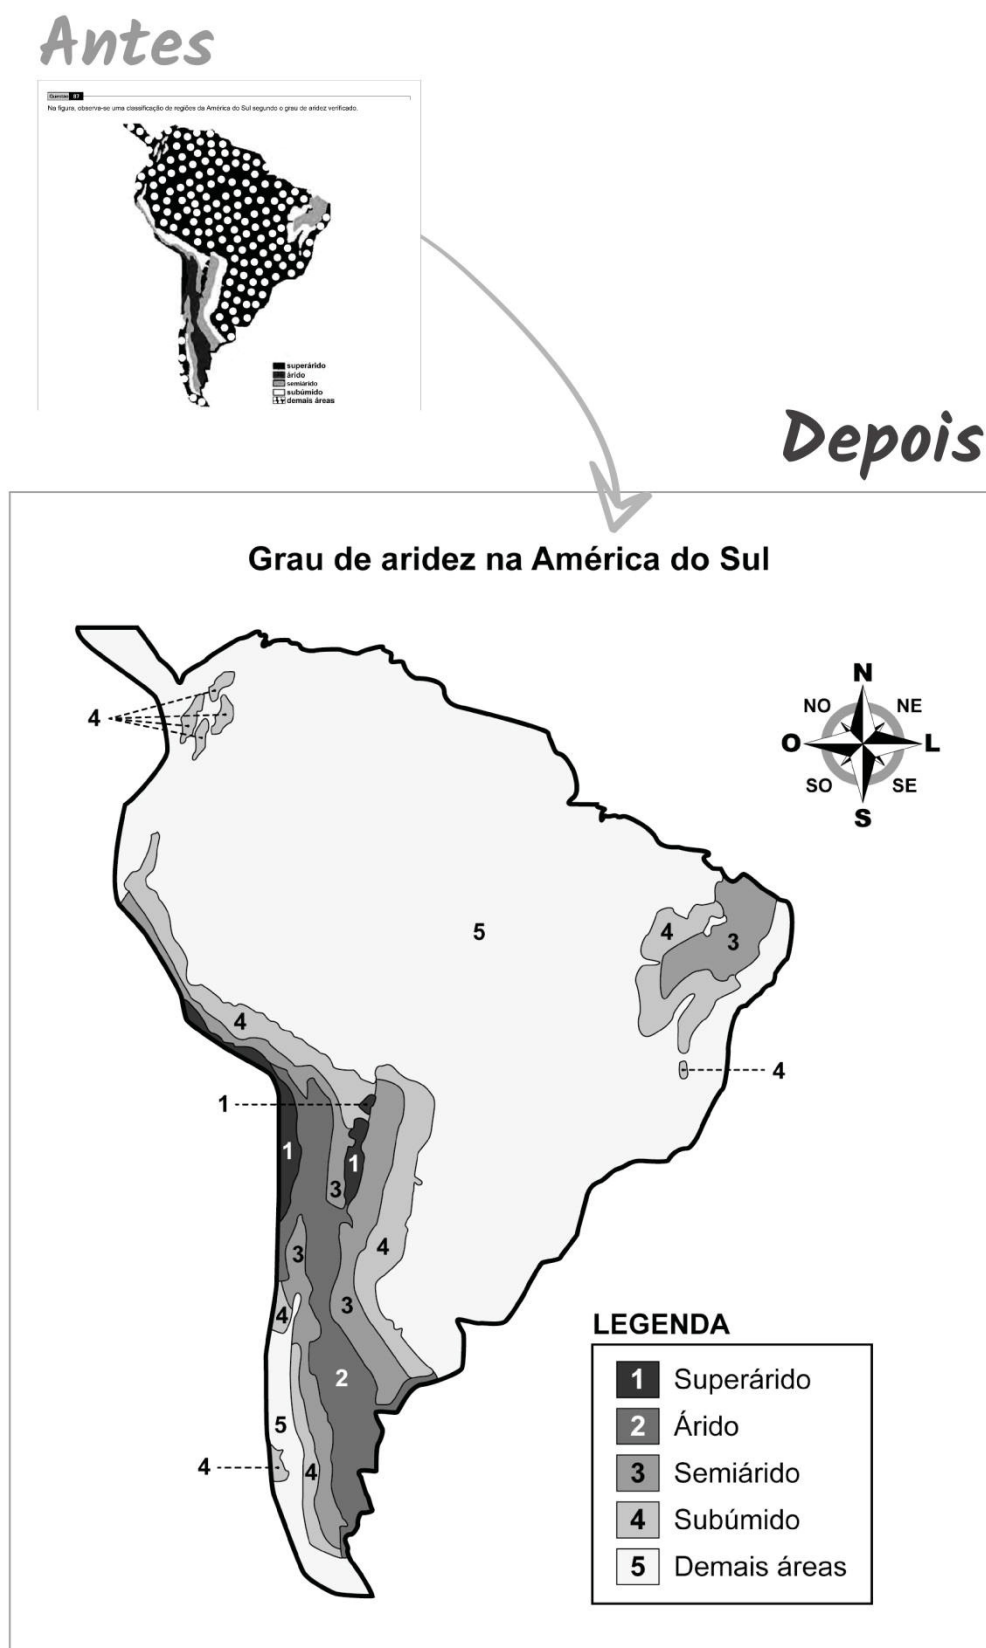 Antes
Questão 87
Na figura, observa-se uma classificação de regiões da América do Sul segundo o grau de aridez verificado.
superárido
árido
semiárido
subúmido
demais áreas
Depois
Grau de aridez na América do Sul
N
NO NE
O L
SO SE
S
4
5
4
3
4
4
1
1
1
3
3
4
4
3
2
5
4
4
LEGENDA
1 Superárido
2 Árido
3 Semiárido
4 Subúmido
5 Demais áreas